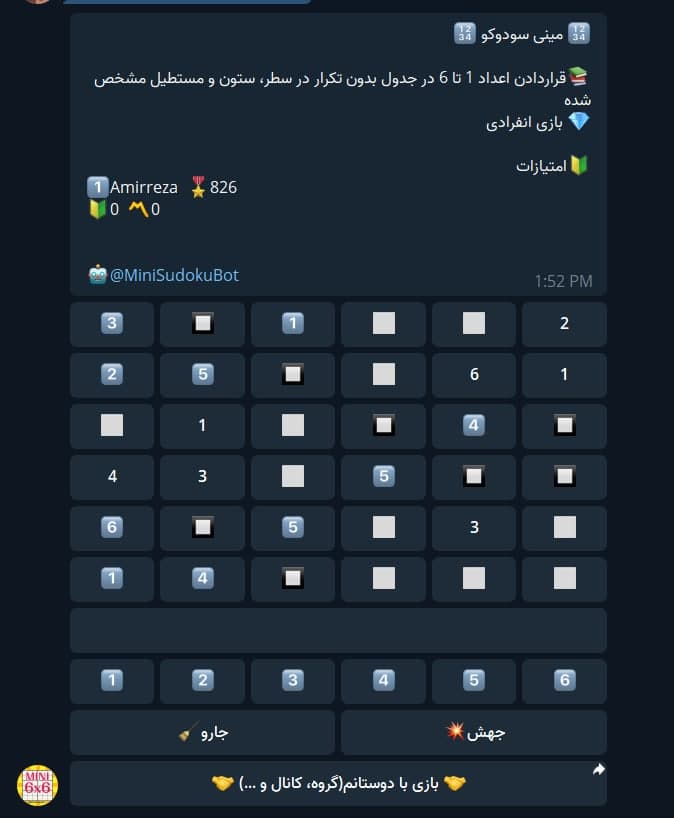 🔢 مینی سودوکو 🔢
📚قراردادن اعداد 1 تا 6 در جدول بدون تکرار در سطر، ستون و مستطیل مشخص
شده
💎 بازی انفرادی
🔰امتیازات
1️⃣Amirreza 🎖826
🔰0 〽️0
🤖@MiniSudokuBot
1:52 PM
3️⃣ 🔲 1️⃣ ⬜ ⬜ 2
2️⃣ 5️⃣ 🔲 ⬜ 6 1
⬜ 1 ⬜ 🔲 4️⃣ 🔲
4 3 ⬜ 5️⃣ 🔲 🔲
6️⃣ 🔲 5️⃣ ⬜ 3 ⬜
1️⃣ 4️⃣ 🔲 ⬜ ⬜ ⬜
1️⃣ 2️⃣ 3️⃣ 4️⃣ 5️⃣ 6️⃣
جهش💥
جارو🧹
🤝 بازی با دوستانم(گروه، کانال و ...) 🤝
MINI
6x6